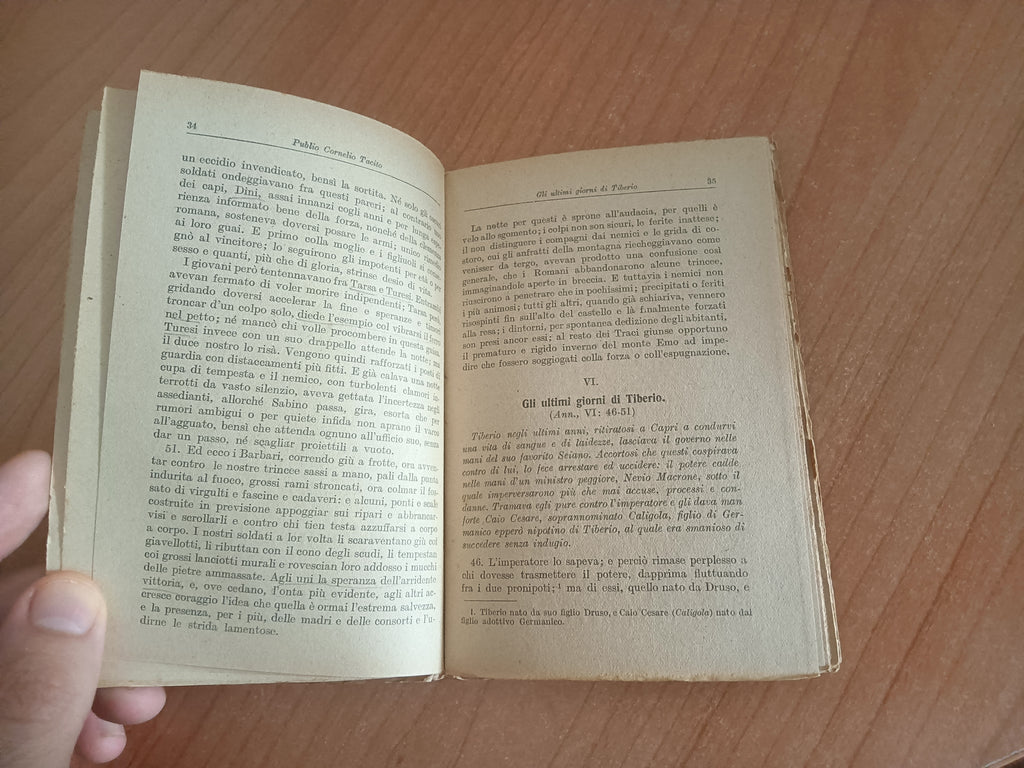 34
Publio Cornelio Tacito
un eccidio invendicato, bensì la sortita. Né solo gli
soldati ondeggiavano fra questi pareri; al contrario uno
dei capi, Dini, assai innanzi cogli anni e per lunga
rienza informato bene della forza, nonché della clemenza
romana, sosteneva doversi posare le armi; unico rimedio
ai loro guai. E primo colla moglie e i figliuoli si
gnò al vincitore; lo seguirono gli impotenti per età o per
sesso e quanti, più che di gloria, strinse desio di vita.
I giovani però tentennavano fra Tarsa e Turesi.
avevan fermato di voler morire indipendenti; Tarsa però,
gridando doversi accelerar la fine e speranze e timori
troncar d'un colpo solo, diede l'esempio col vibrarsi il ferro
nel petto; né mancò chi volle procombere in questa guisa.
Turesi invece con un suo drappello attende la notte; ma
il duce nostro lo risà. Vengono quindi rafforzati i posti di
guardia con distaccamenti più fitti. E già calava una notte
cupa di tempesta e il nemico, con turbolenti clamori in-
terrotti da vasto silenzio, aveva gettata l'incertezza negli
assedianti, allorché Sabino passa, gira, esorta che per
rumori ambigui o per quiete infida non aprano il varco
all'agguato, bensì che attenda ognuno all'ufficio suo, senza
dar un passo, né scagliar proiettili a vuoto.
51. Ed ecco i Barbari, correndo giù a frotte, ora avven-
tar contro le nostre trincee sassi a mano, pali dalla punta
indurita al fuoco, grossi rami stroncati, ora colmar il fos-
sato di virgulti e fascine e cadaveri: e alcuni, ponti e scale
costruite in previsione appoggiar sui ripari e abbrancar-
visi e scrollarli e contro chi tien testa azzuffarsi a corpo
a corpo. I nostri soldati a lor volta li scaraventano giù coi
giavellotti, li ributtan con il cono degli scudi, li tempestan
coi grossi lanciotti murali e rovescian loro addosso i mucchi
delle pietre ammassate. Agli uni la speranza dell'arridente
vittoria, e, ove cedano, l'onta più evidente, agli altri ac-
cresce coraggio l'idea che quella è ormai l'estrema salvezza,
e la presenza, per i più, delle madri e delle consorti e l'u-
dirne le strida lamentose.
Gli ultimi giorni di Tiberio
35
La notte per questi è sprone all'audacia, per quelli è
velo allo sgomento; i colpi non son sicuri, le ferite inattese;
il non distinguere i compagni dai nemici e le grida di co-
storo, cui gli anfratti della montagna riecheggiavano come
venisser da tergo, avevan prodotto una confusione così
generale, che i Romani abbandonarono alcune trincee,
immaginandole aperte in breccia. E tuttavia i nemici non
riuscirono a penetrare che in pochissimi; precipitati o feriti
i più animosi; tutti gli altri, quando già schiariva, vennero
risospinti fin sull'alto del castello e là finalmente forzati
alla resa; i dintorni, per spontanea dedizione degli abitanti,
son presi ancor essi; al resto dei Traci giunse opportuno
il prematuro e rigido inverno del monte Emo ad impe-
dire che fossero soggiogati colla forza o coll'espugnazione.
VI.
Gli ultimi giorni di Tiberio.
(Ann., VI: 46-51)
Tiberio negli ultimi anni, ritiratosi a Capri a condurvi
una vita di sangue e di laidezze, lasciava il governo nelle
mani del suo favorito Seiano. Accortosi che questi cospirava
contro di lui, lo fece arrestare ed uccidere: il potere cadde
nelle mani d'un ministro peggiore, Nevio Macrone, sotto il
quale imperversarono più che mai accuse, processi e con-
danne. Tramava egli pure contro l'imperatore e gli dava man
forte Caio Cesare, soprannominato Caligola, figlio di Ger-
manico epperò nipotino di Tiberio, al quale era smanioso di
succedere senza indugio.
46. L'imperatore lo sapeva; e perciò rimase perplesso a
chi dovesse trasmettere il potere, dapprima fluttuando
fra i due pronipoti;¹ ma di essi, quello nato da Druso, e
1. Tiberio nato da suo figlio Druso, e Caio Cesare (Caligola) nato dal
figlio adottivo Germanico.